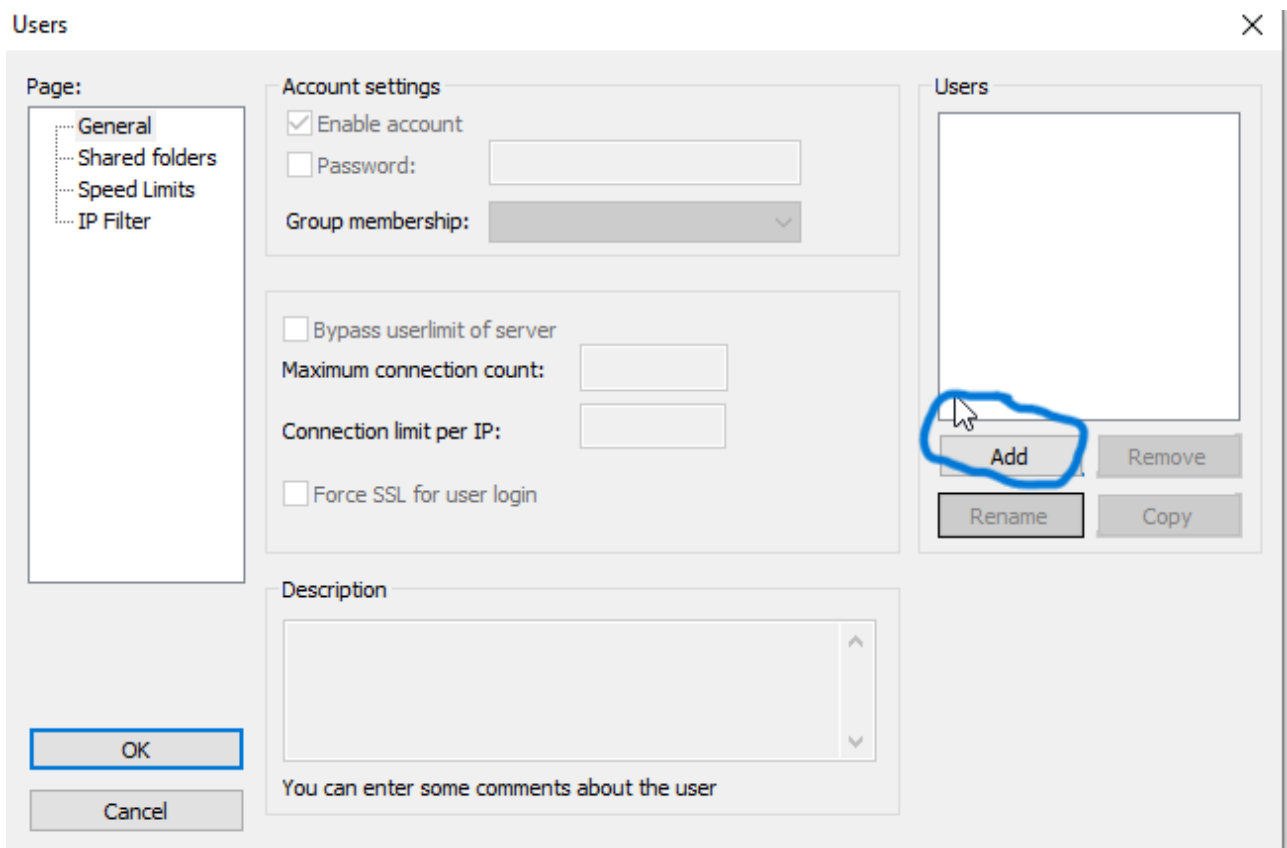 Users
Page:
General
Shared folders
Speed Limits
IP Filter
OK
Cancel
Account settings
Enable account
Password:
Group membership:
Bypass userlimit of server
Maximum connection count:
Connection limit per IP:
Force SSL for user login
Description
You can enter some comments about the user
Users
Add
Remove
Rename
Copy